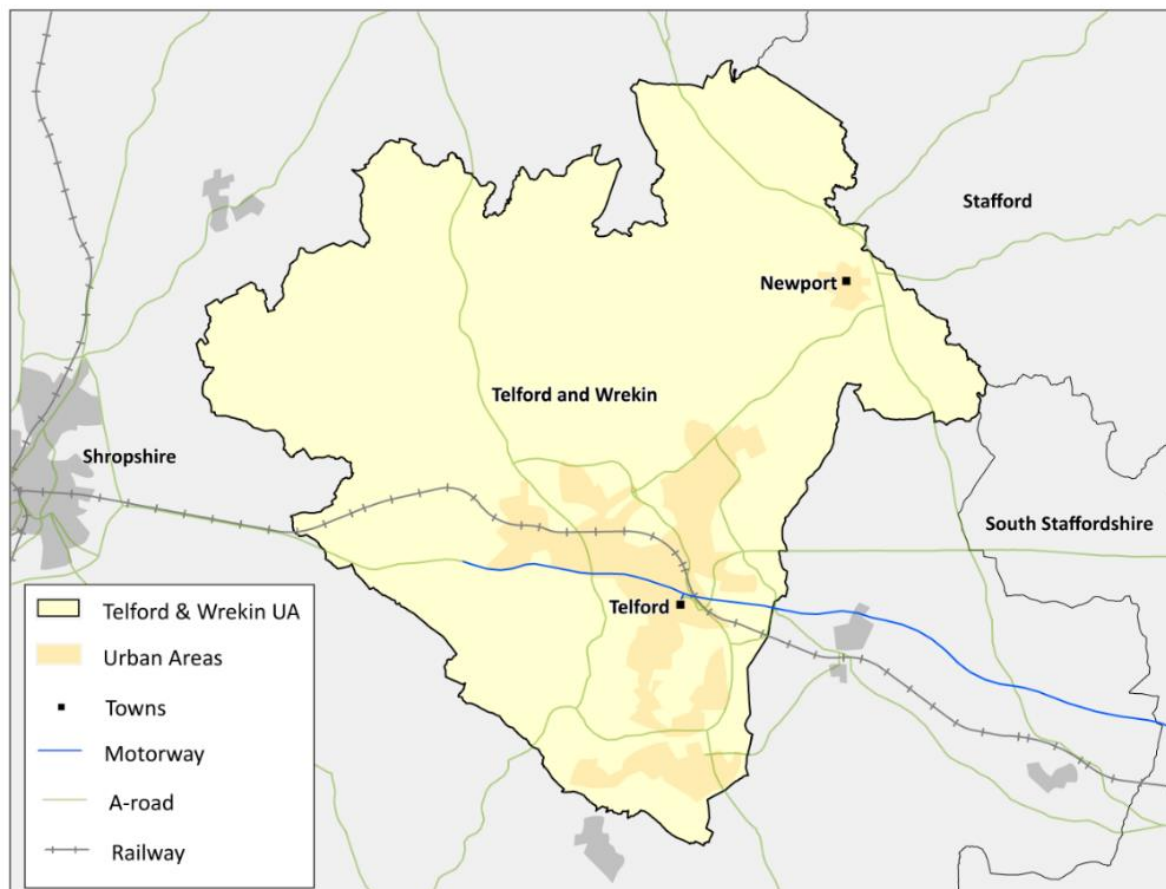 Stafford
Newport
Telford and Wrekin
Shropshire
South Staffordshire
Telford
Telford & Wrekin UA
Urban Areas
Towns
Motorway
A-road
Railway